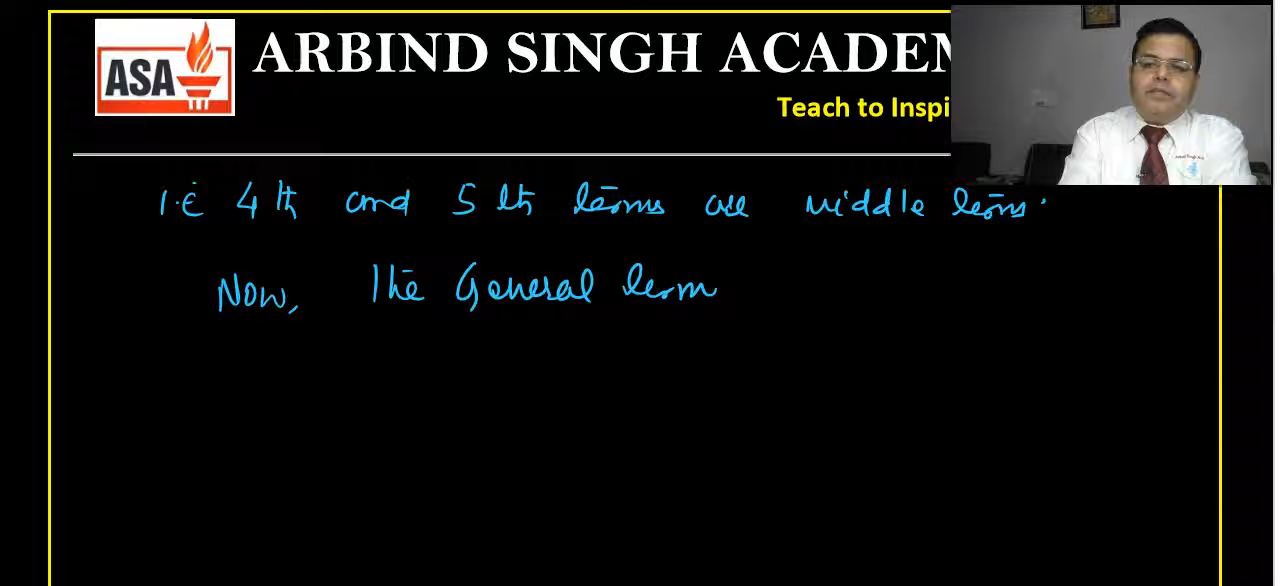 ASA
ARBIND SINGH ACADEM
Teach to Inspi
i.e 4th and 5th terms are middle terms.
Now, The General term